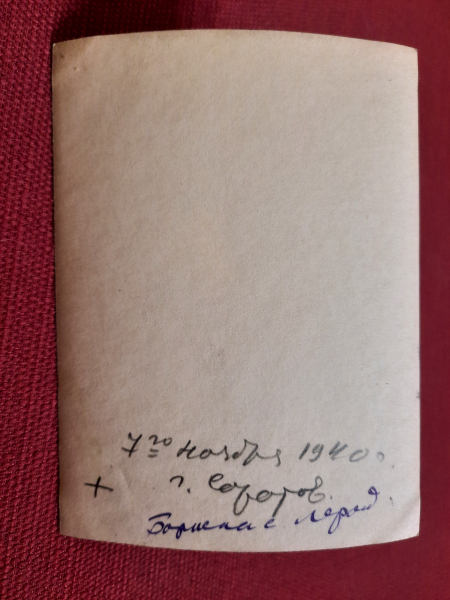 7го ноября 1940 г.
+ г. Саратов.
с